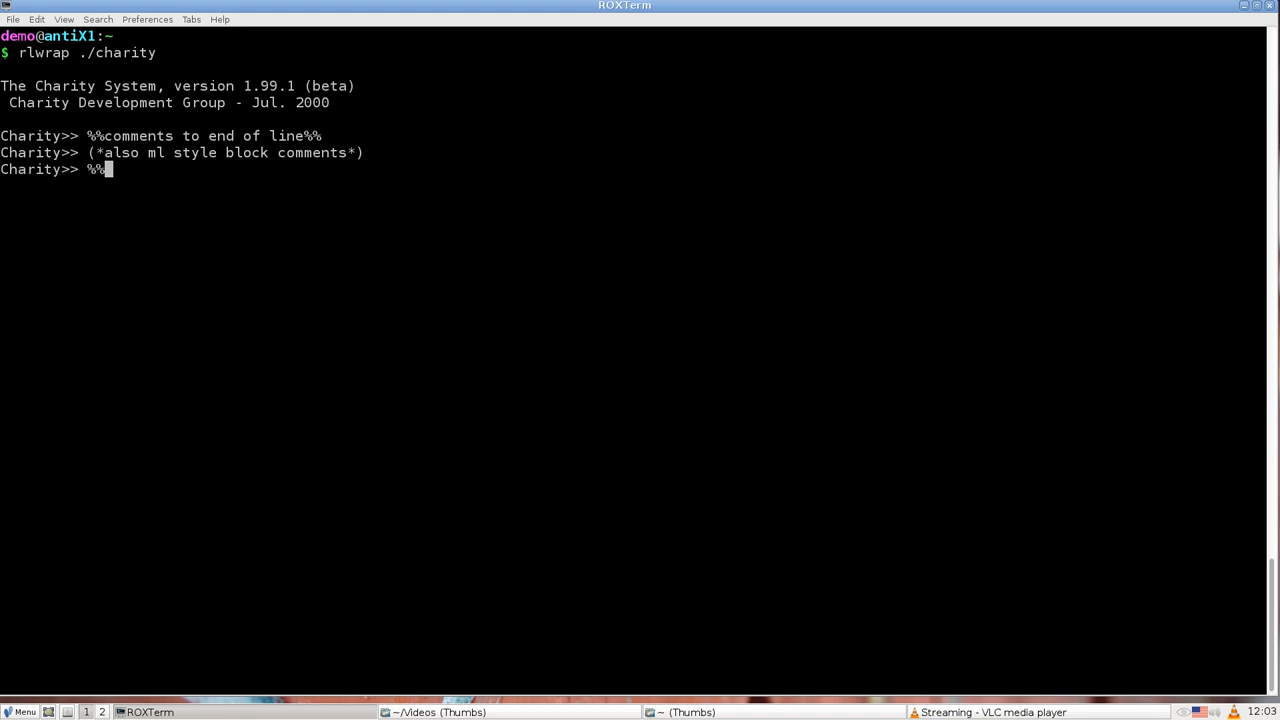 ROXTerm
File Edit View Search Preferences Tabs Help
demo@antiX1:~
$ rlwrap ./charity
The Charity System, version 1.99.1 (beta)
Charity Development Group - Jul. 2000
Charity>> %%comments to end of line%%
Charity>> (*also ml style block comments*)
Charity>> %%
Menu 1 2 ROXTerm ~/Videos (Thumbs) ~ (Thumbs) Streaming - VLC media player 12:03